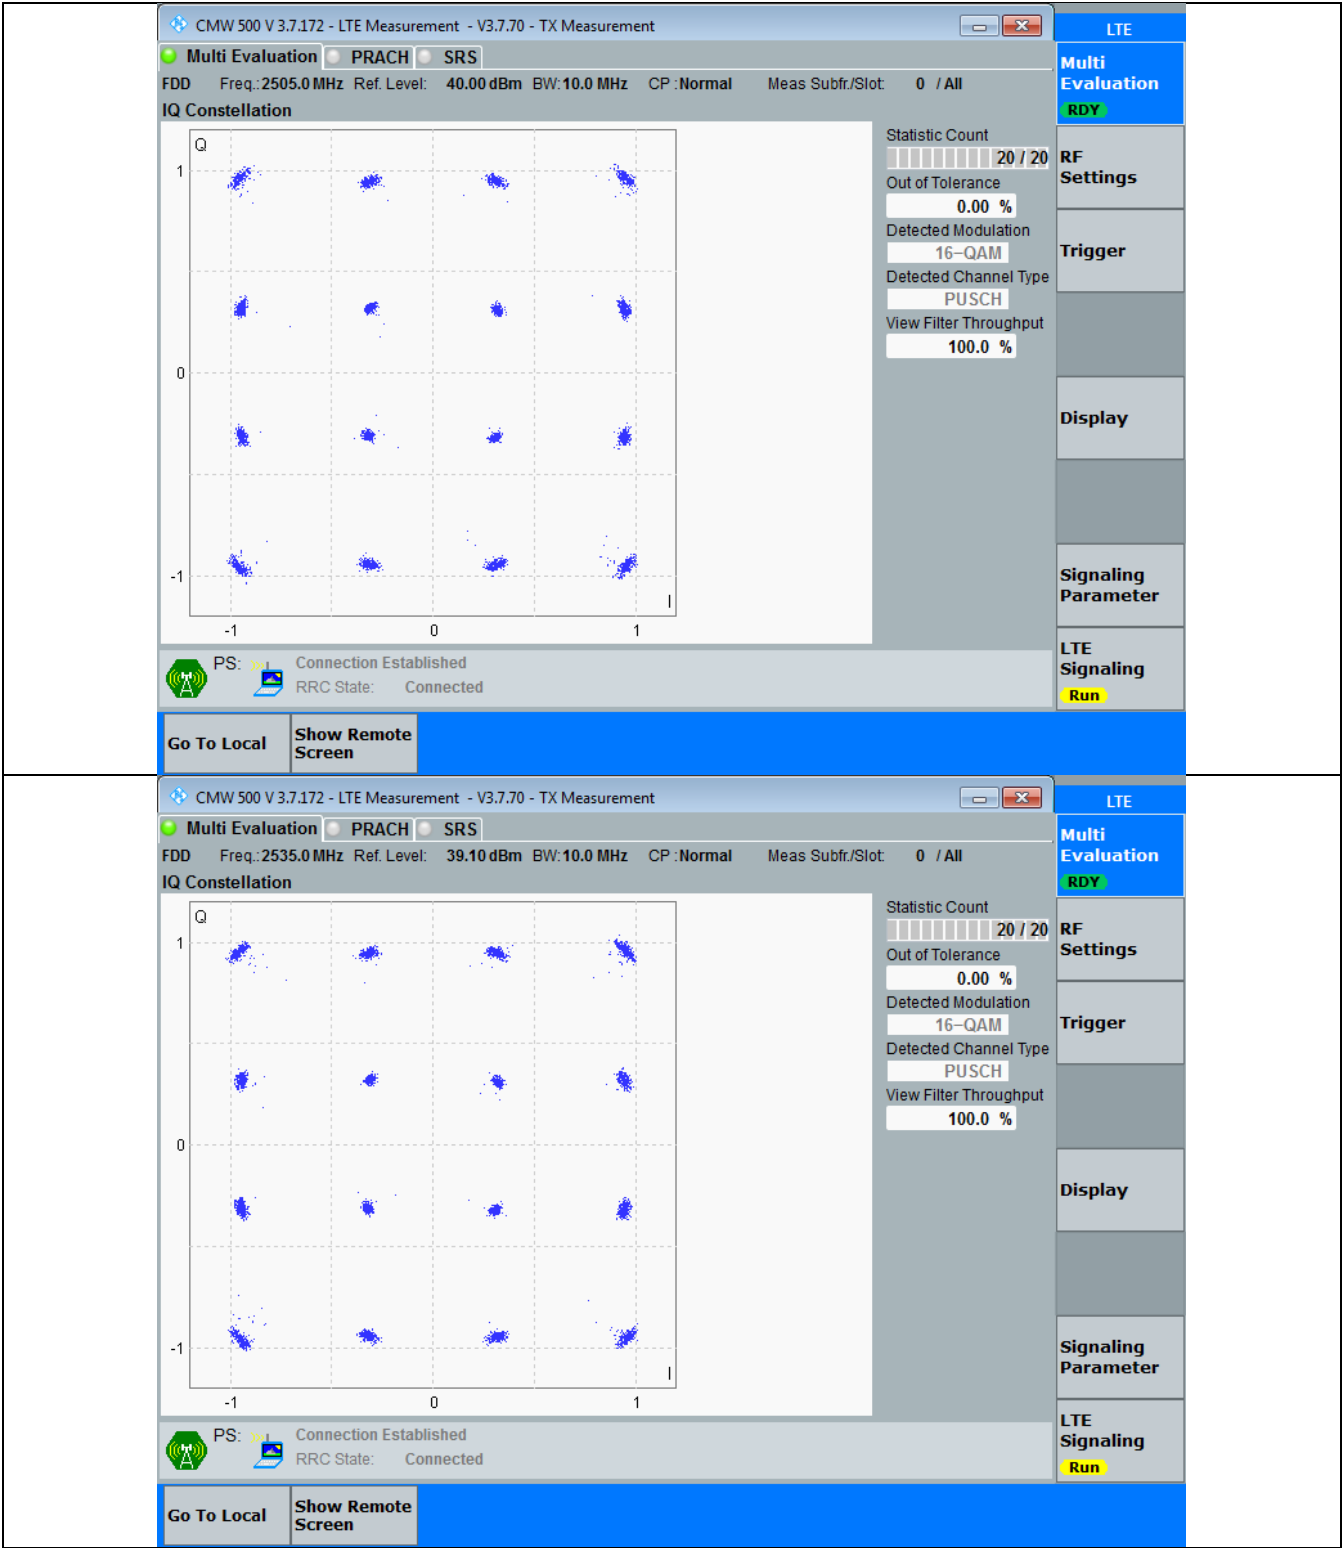 CMW 500 V 3.7.172 - LTE Measurement - V3.7.70 - TX Measurement
LTE
Multi Evaluation PRACH SRS
Multi
Evaluation
RDY
FDD Freq.: 2505.0 MHz Ref. Level: 40.00 dBm BW: 10.0 MHz CP : Normal Meas Subfr./Slot: 0 / All
IQ Constellation
Q
1
0
-1
I
-1 0 1
Statistic Count
20 / 20
Out of Tolerance
0.00 %
Detected Modulation
16-QAM
Detected Channel Type
PUSCH
View Filter Throughput
100.0 %
RF
Settings
Trigger
Display
Signaling
Parameter
LTE
Signaling
Run
PS: Connection Established
RRC State: Connected
Go To Local
Show Remote
Screen
CMW 500 V 3.7.172 - LTE Measurement - V3.7.70 - TX Measurement
LTE
Multi Evaluation PRACH SRS
Multi
Evaluation
RDY
FDD Freq.: 2535.0 MHz Ref. Level: 39.10 dBm BW: 10.0 MHz CP : Normal Meas Subfr./Slot: 0 / All
IQ Constellation
Q
1
0
-1
I
-1 0 1
Statistic Count
20 / 20
Out of Tolerance
0.00 %
Detected Modulation
16-QAM
Detected Channel Type
PUSCH
View Filter Throughput
100.0 %
RF
Settings
Trigger
Display
Signaling
Parameter
LTE
Signaling
Run
PS: Connection Established
RRC State: Connected
Go To Local
Show Remote
Screen